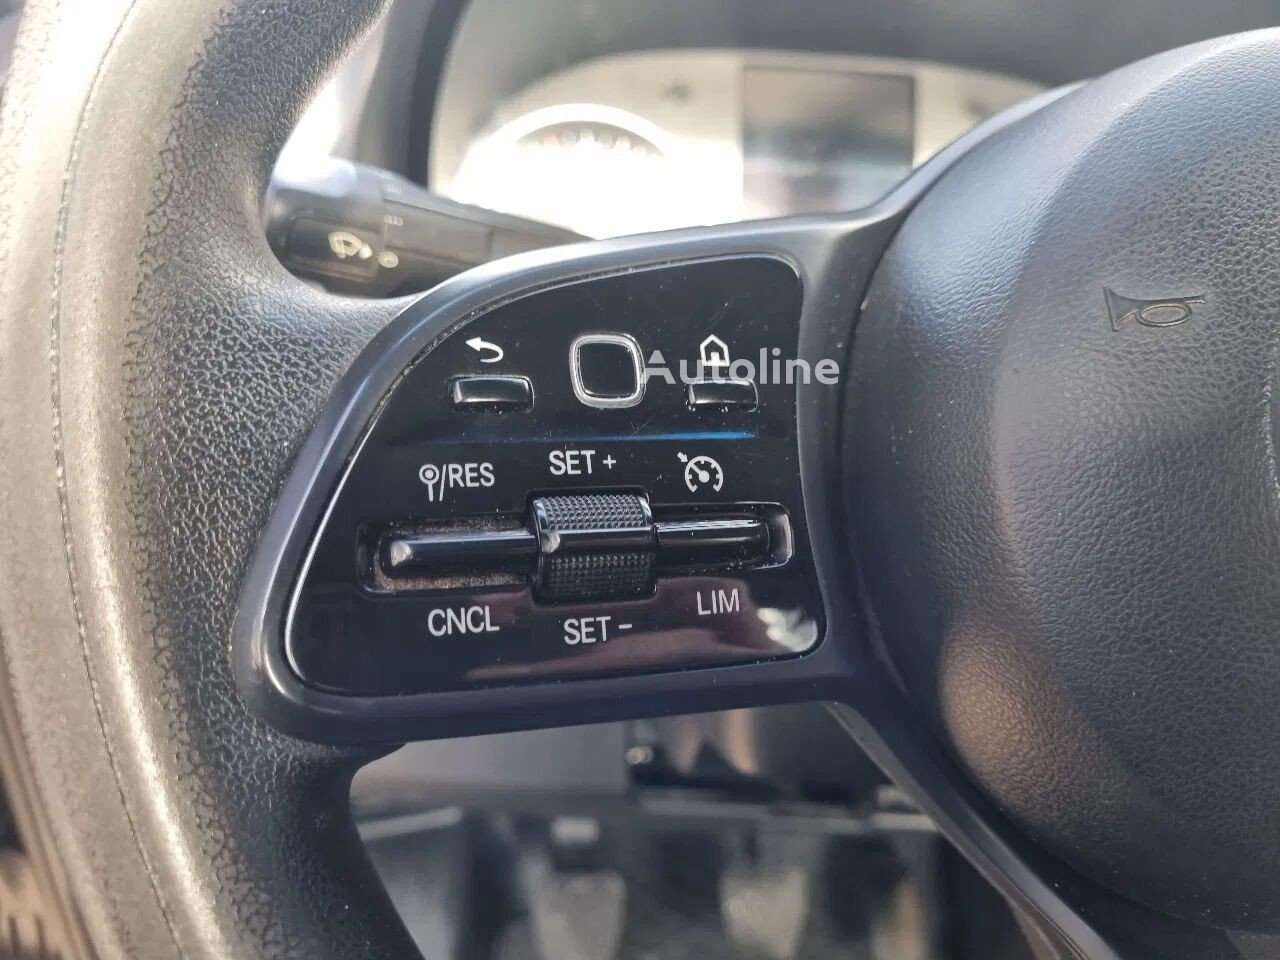 Autoline
/RES
SET +
CNCL
SET -
LIM